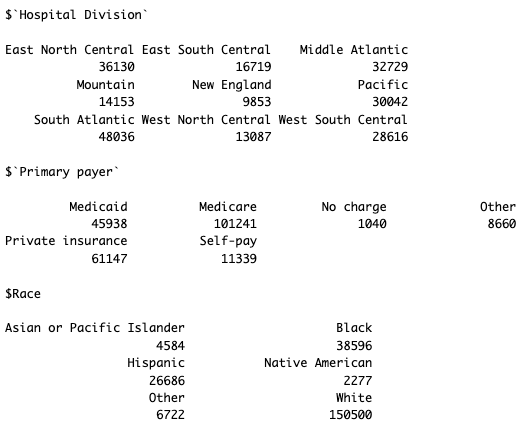 $`Hospital Division`
East North Central East South Central    Middle Atlantic
             36130              16719              32729
          Mountain        New England            Pacific
             14153               9853              30042
    South Atlantic West North Central West South Central
             48036              13087              28616
$`Primary payer`
         Medicaid          Medicare         No charge             Other
            45938            101241              1040              8660
Private insurance          Self-pay
            61147             11339
$Race
Asian or Pacific Islander                     Black
                     4584                     38596
                 Hispanic           Native American
                    26686                      2277
                    Other                     White
                     6722                    150500